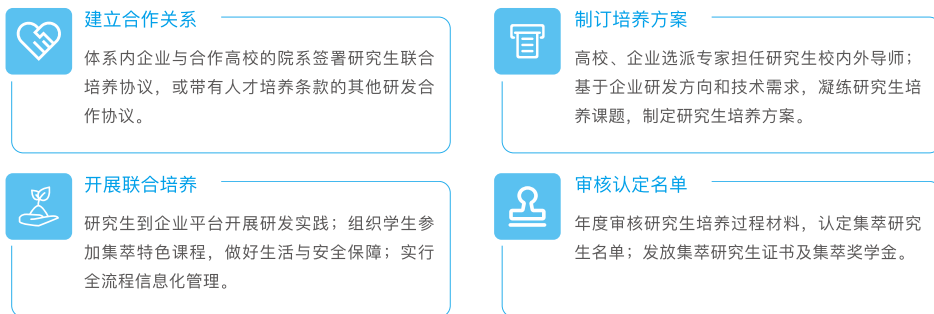 建立合作关系
体系内企业与合作高校的院系签署研究生联合
培养协议，或带有人才培养条款的其他研发合
作协议。
制订培养方案
高校、企业选派专家担任研究生校内外导师；
基于企业研发方向和技术需求，凝练研究生培
养课题，制定研究生培养方案。
开展联合培养
研究生到企业平台开展研发实践；组织学生参
加集萃特色课程，做好生活与安全保障；实行
全流程信息化管理。
审核认定名单
年度审核研究生培养过程材料，认定集萃研究
生名单；发放集萃研究生证书及集萃奖学金。